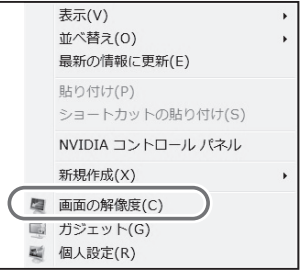 表示(V)
並べ替え(O)
最新の情報に更新(E)
貼り付け(P)
ショートカットの貼り付け(S)
NVIDIA コントロール パネル
新規作成(X)
画面の解像度(C)
ガジェット(G)
個人設定(R)